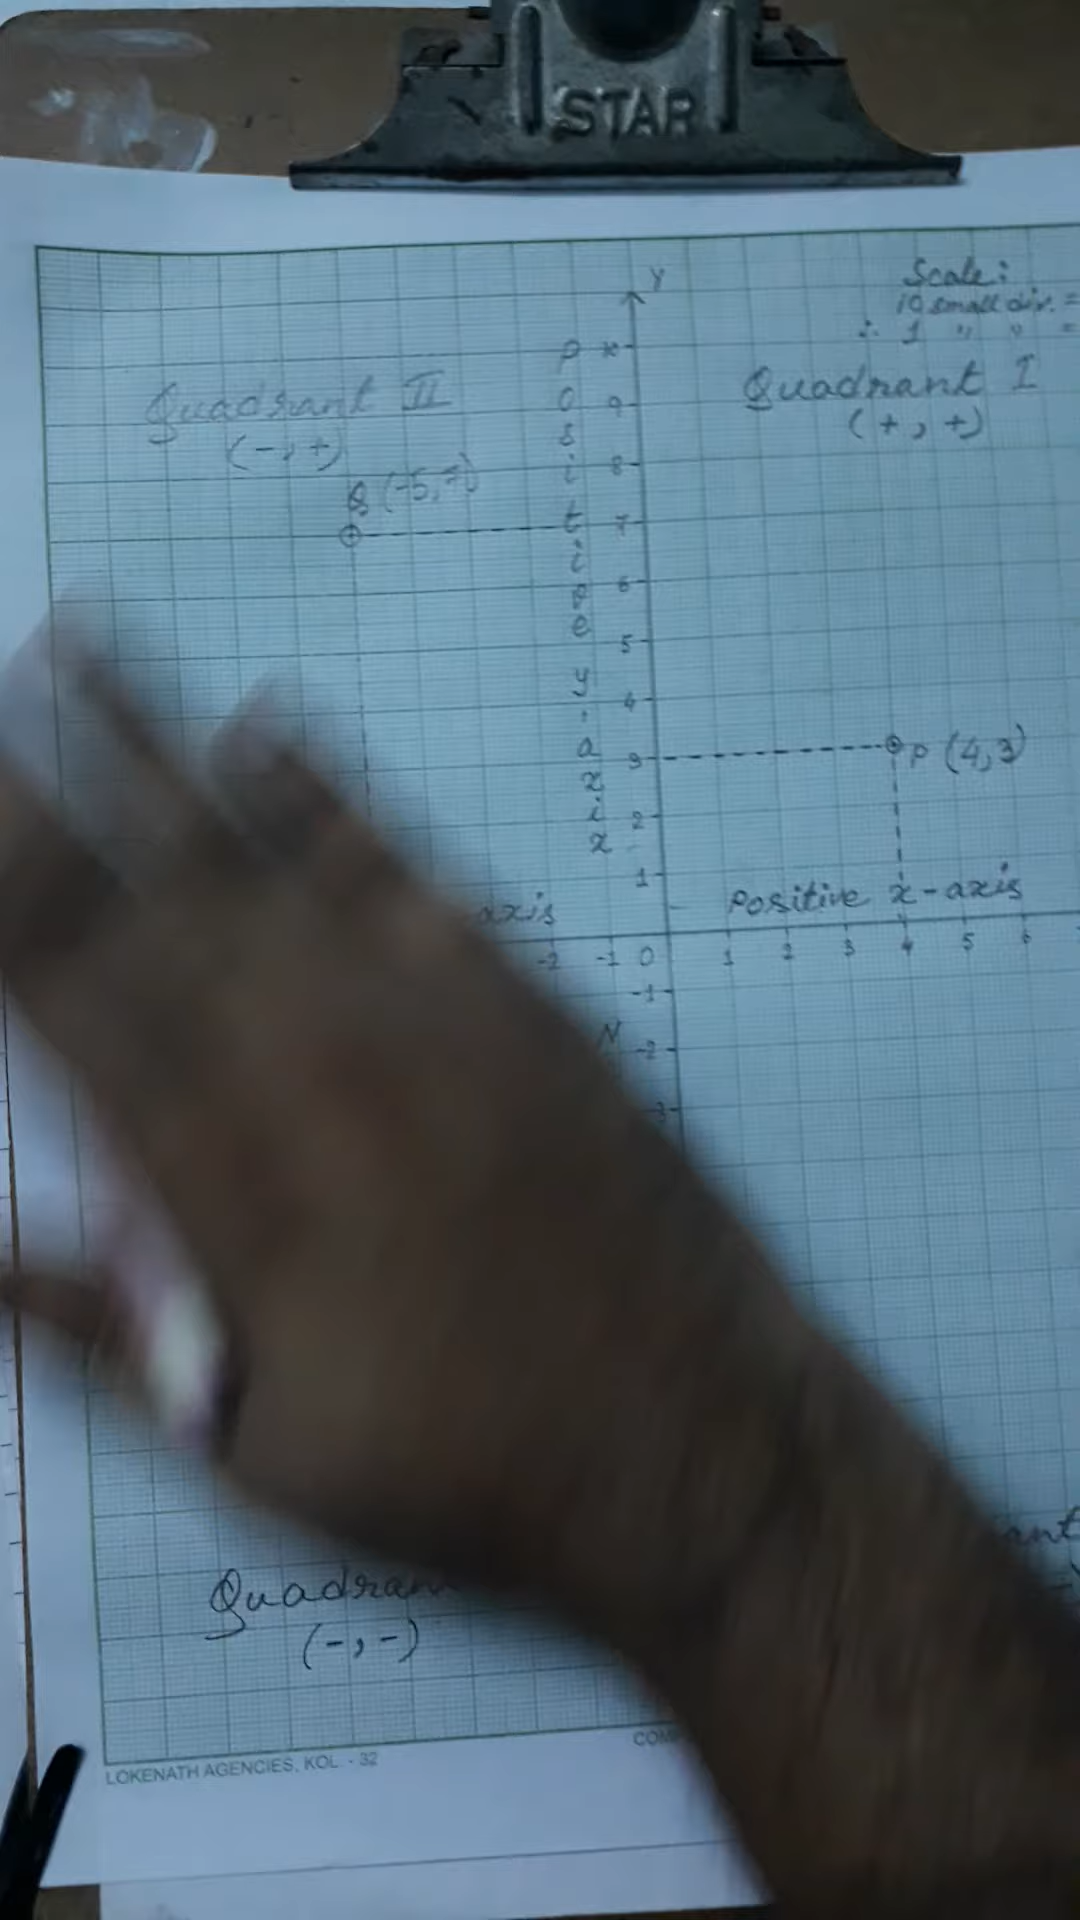 STAR
Y
Scale:
10 small div. =
∴ 1 " " =
Quadrant II
(-, +)
Quadrant I
(+, +)
Q (-5, 7)
Positive y-axis
10
9
8
7
6
5
4
3
2
1
P (4, 3)
axis
Positive x-axis
-2 -1 0 1 2 3 4 5 6
-1
N
-2
-3
(-, -)
LOKENATH AGENCIES, KOL - 32